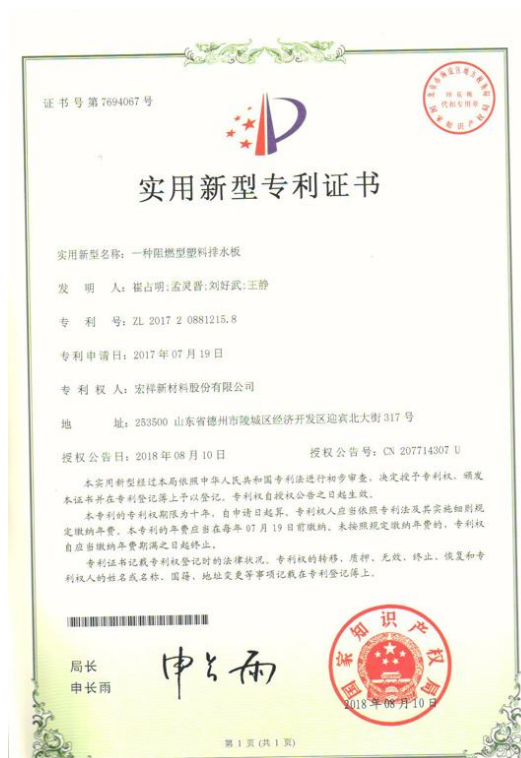 证书号第7694067号
实用新型专利证书
实用新型名称：一种阻燃型塑料排水板
发明人：崔占明;孟灵晋;刘好武;王静
专利号：ZL 2017 2 0881215.8
专利申请日：2017年07月19日
专利权人：宏祥新材料股份有限公司
地址：253500 山东省德州市陵城区经济开发区迎宾北大街317号
授权公告日：2018年08月10日 授权公告号：CN 207714307 U
本实用新型经过本局依照中华人民共和国专利法进行初步审查，决定授予专利权，颁发
本证书并在专利登记簿上予以登记。专利权自授权公告之日起生效。
本专利的专利权期限为十年，自申请日起算。专利权人应当依照专利法及其实施细则规
定缴纳年费。本专利的年费应当在每年07月19日前缴纳。未按照规定缴纳年费的，专利权
自应当缴纳年费期满之日起终止。
专利证书记载专利权登记时的法律状况。专利权的转移、质押、无效、终止、恢复和专
利权人的姓名或名称、国籍、地址变更等事项记载在专利登记簿上。
局长
申长雨
申长雨
国家知识产权局
2018年08月10日
第1页(共1页)